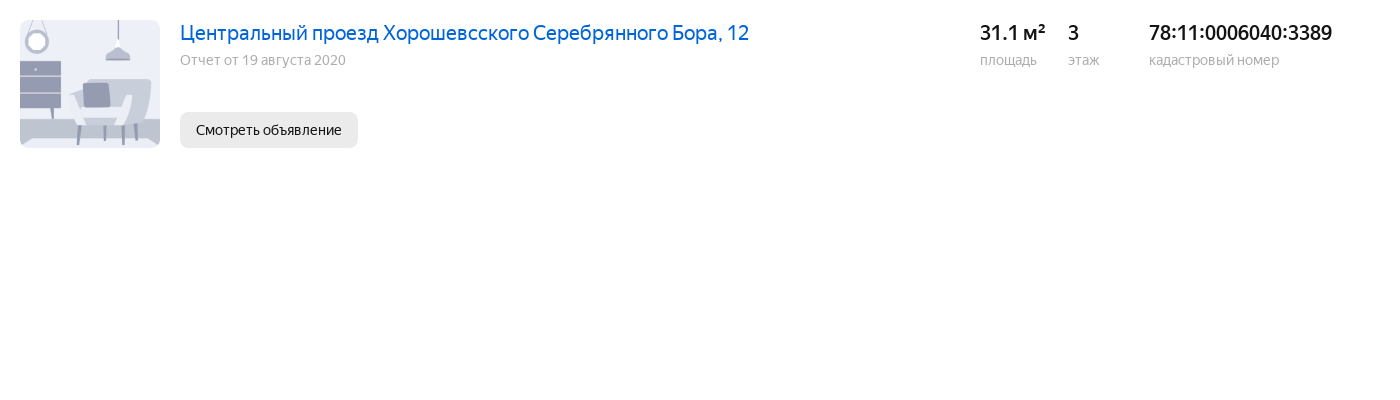 Центральный проезд Хорошевсского Серебрянного Бора, 12
Отчет от 19 августа 2020
Смотреть объявление
31.1 м²
площадь
3
этаж
78:11:0006040:3389
кадастровый номер